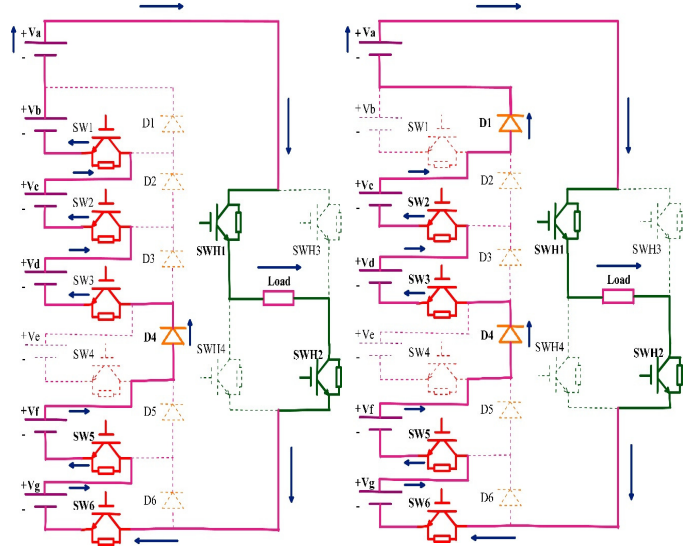 +Va
-
+Vb
-
SW1
D1
+Vc
-
SW2
D2
+Vd
-
SW3
D3
+Ve
-
SW4
D4
+Vf
-
SW5
D5
+Vg
-
SW6
D6
SWH1
SWH3
Load
SWH4
SWH2
+Va
-
+Vb
-
SW1
D1
+Vc
-
SW2
D2
+Vd
-
SW3
D3
+Ve
-
SW4
D4
+Vf
-
SW5
D5
+Vg
-
SW6
D6
SWH1
SWH3
Load
SWH4
SWH2